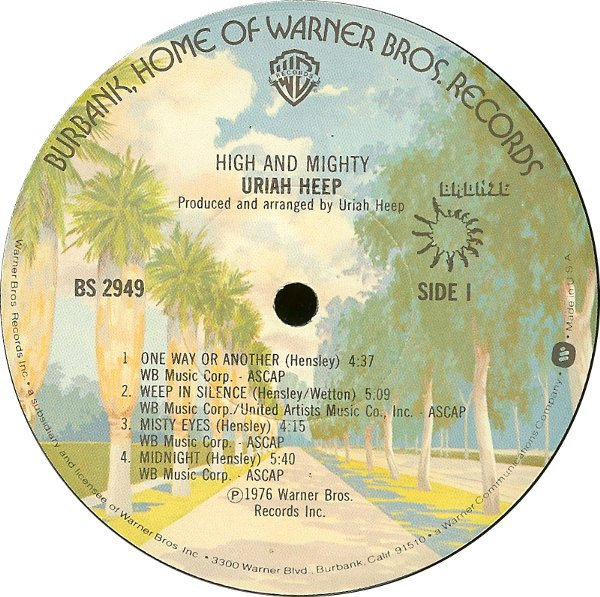 BURBANK, HOME OF WARNER BROS. RECORDS
WB
RECORDS
HIGH AND MIGHTY
URIAH HEEP
Produced and arranged by Uriah Heep
BRONZE
BS 2949
SIDE 1
1 ONE WAY OR ANOTHER (Hensley) 4:37
WB Music Corp. - ASCAP
2. WEEP IN SILENCE (Hensley/Wetton) 5:09
WB Music Corp./United Artists Music Co., Inc. - ASCAP
3. MISTY EYES (Hensley) 4:15
WB Music Corp. - ASCAP
4. MIDNIGHT (Hensley) 5:40
WB Music Corp. - ASCAP
Ⓟ1976 Warner Bros.
Records Inc.
Warner Bros. Records Inc. • a subsidiary and licensee of Warner Bros. Inc. • 3300 Warner Blvd., Burbank, Calif. 91510 • a Warner Communications Company • Made in U.S.A.